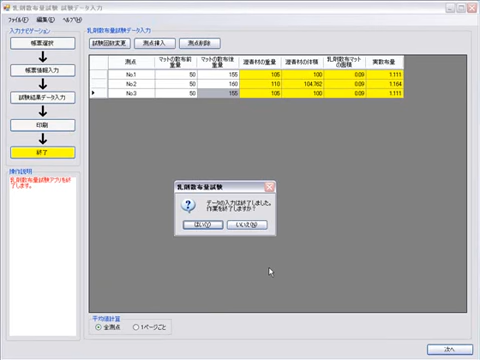 乳剤散布量試験 試験データ入力
ファイル(F) 編集(E) ヘルプ(H)
入力ナビゲーション
帳票選択
帳票情報入力
試験結果データ入力
印刷
終了
操作説明
乳剤散布量試験アプリを終了します。
乳剤散布量試験データ入力
試験回数変更 測点挿入 測点削除
測点 マットの散布前重量 マットの散布後重量 瀝青材の重量 瀝青材の体積 乳剤散布マットの面積 実散布量
No.1 50 155 105 100 0.09 1.111
No.2 50 160 110 104.762 0.09 1.164
No.3 50 155 105 100 0.09 1.111
乳剤散布量試験
データの入力は終了しました。
作業を終了しますか？
はい(Y) いいえ(N)
平均値計算
全測点 1ページごと
次へ